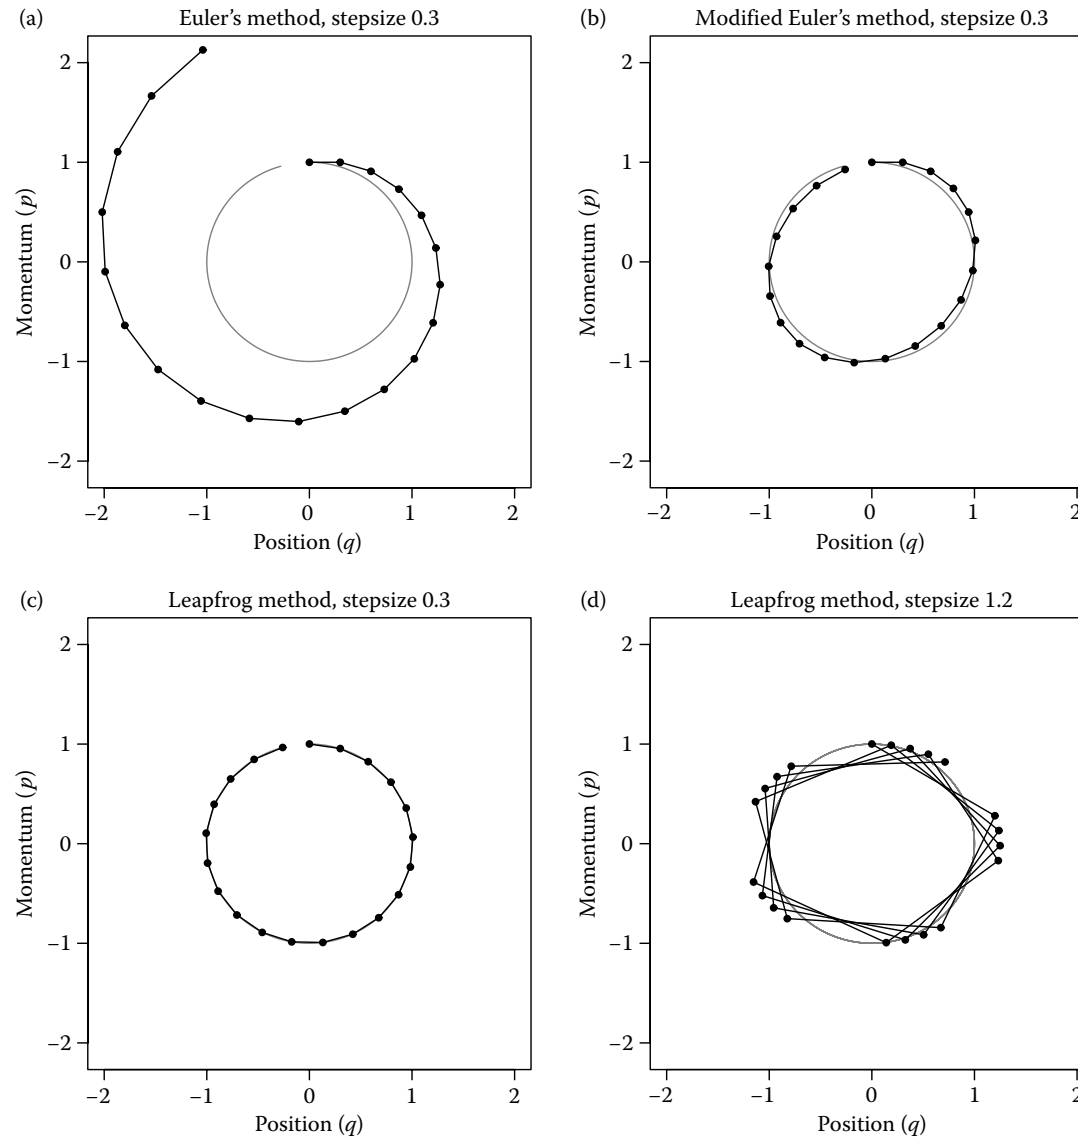 (a) Euler's method, stepsize 0.3
2
1
0
−1
−2
Momentum (p)
−2 −1 0 1 2
Position (q)
(b) Modified Euler's method, stepsize 0.3
2
1
0
−1
−2
Momentum (p)
−2 −1 0 1 2
Position (q)
(c) Leapfrog method, stepsize 0.3
2
1
0
−1
−2
Momentum (p)
−2 −1 0 1 2
Position (q)
(d) Leapfrog method, stepsize 1.2
2
1
0
−1
−2
Momentum (p)
−2 −1 0 1 2
Position (q)